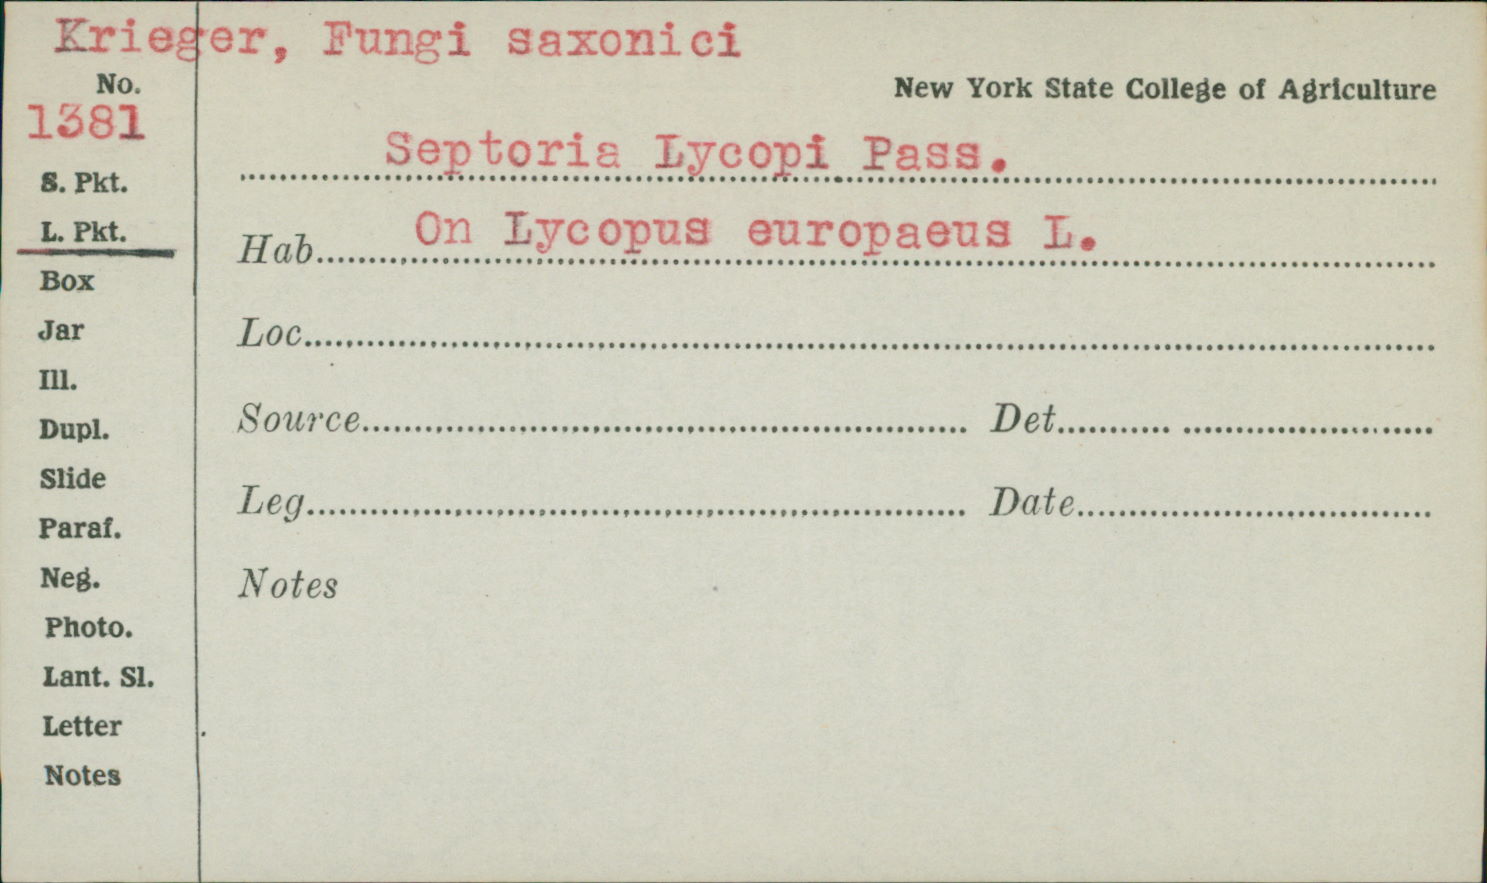 Krieger, Fungi saxonici
No.
New York State College of Agriculture
1381
Septoria Lycopi Pass.
S. Pkt.
L. Pkt.
Hab. On Lycopus europaeus L.
Box
Jar
Loc.
Ill.
Dupl.
Source Det.
Slide
Leg. Date
Paraf.
Neg.
Notes
Photo.
Lant. Sl.
Letter
Notes